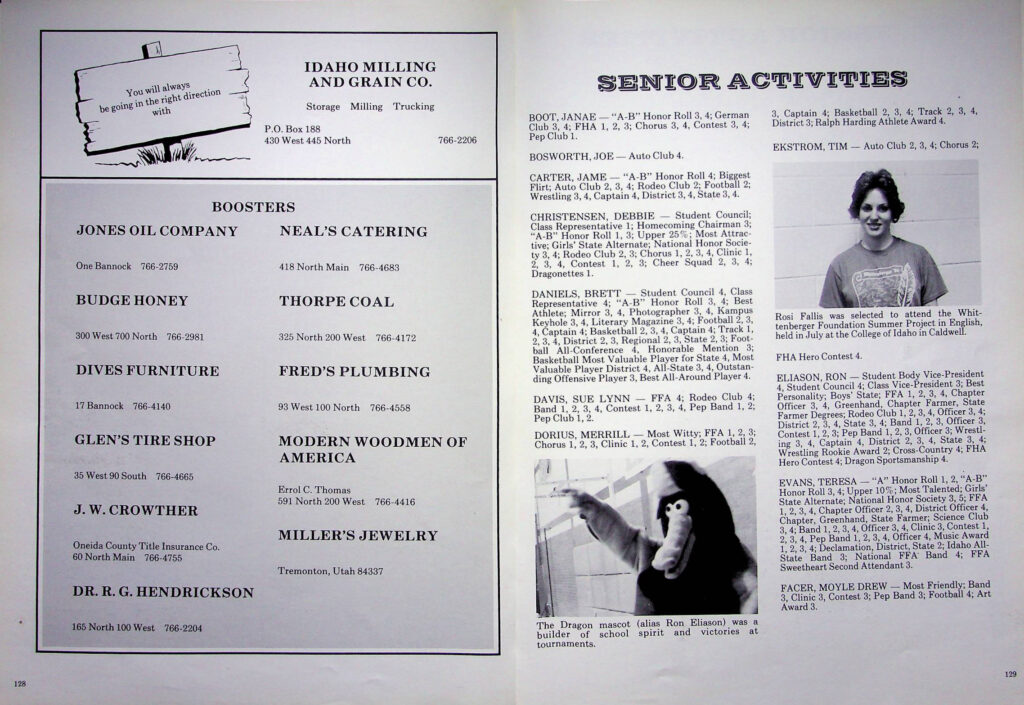 You will always
be going in the right direction
with
IDAHO MILLING
AND GRAIN CO.
Storage Milling Trucking
P.O. Box 188
430 West 445 North 766-2206
BOOSTERS
JONES OIL COMPANY
One Bannock 766-2759
BUDGE HONEY
300 West 700 North 766-2981
DIVES FURNITURE
17 Bannock 766-4140
GLEN'S TIRE SHOP
35 West 90 South 766-4665
J. W. CROWTHER
Oneida County Title Insurance Co.
60 North Main 766-4755
DR. R. G. HENDRICKSON
165 North 100 West 766-2204
NEAL'S CATERING
418 North Main 766-4683
THORPE COAL
325 North 200 West 766-4172
FRED'S PLUMBING
93 West 100 North 766-4558
MODERN WOODMEN OF
AMERICA
Errol C. Thomas
591 North 200 West 766-4416
MILLER'S JEWELRY
Tremonton, Utah 84337
128
SENIOR ACTIVITIES
BOOT, JANAE — "A-B" Honor Roll 3, 4; German
Club 3, 4; FHA 1, 2, 3; Chorus 3, 4, Contest 3, 4;
Pep Club 1.
BOSWORTH, JOE — Auto Club 4.
CARTER, JAME — "A-B" Honor Roll 4; Biggest
Flirt; Auto Club 2, 3, 4; Rodeo Club 2; Football 2;
Wrestling 3, 4, Captain 4, District 3, 4, State 3, 4.
CHRISTENSEN, DEBBIE — Student Council;
Class Representative 1; Homecoming Chairman 3;
"A-B" Honor Roll 1, 3; Upper 25%; Most Attrac-
tive; Girls' State Alternate; National Honor Socie-
ty 3, 4; Rodeo Club 2, 3; Chorus 1, 2, 3, 4, Clinic 1,
2, 3, 4, Contest 1, 2, 3; Cheer Squad 2, 3, 4;
Dragonettes 1.
DANIELS, BRETT — Student Council 4, Class
Representative 4; "A-B" Honor Roll 3, 4; Best
Athlete; Mirror 3, 4, Photographer 3, 4, Kampus
Keyhole 3, 4, Literary Magazine 3, 4; Football 2, 3,
4, Captain 4; Basketball 2, 3, 4, Captain 4; Track 1,
2, 3, 4, District 2, 3, Regional 2, 3, State 2, 3; Foot-
ball All-Conference 4, Honorable Mention 3;
Basketball Most Valuable Player for State 4, Most
Valuable Player District 4, All-State 3, 4, Outstan-
ding Offensive Player 3, Best All-Around Player 4.
DAVIS, SUE LYNN — FFA 4; Rodeo Club 4;
Band 1, 2, 3, 4, Contest 1, 2, 3, 4, Pep Band 1, 2;
Pep Club 1, 2.
DORIUS, MERRILL — Most Witty; FFA 1, 2, 3;
Chorus 1, 2, 3, Clinic 1, 2, Contest 1, 2; Football 2,
The Dragon mascot (alias Ron Eliason) was a
builder of school spirit and victories at
tournaments.
3, Captain 4; Basketball 2, 3, 4; Track 2, 3, 4,
District 3; Ralph Harding Athlete Award 4.
EKSTROM, TIM — Auto Club 2, 3, 4; Chorus 2;
Rosi Fallis was selected to attend the Whit-
tenberger Foundation Summer Project in English,
held in July at the College of Idaho in Caldwell.
FHA Hero Contest 4.
ELIASON, RON — Student Body Vice-President
4, Student Council 4; Class Vice-President 3; Best
Personality; Boys' State; FFA 1, 2, 3, 4, Chapter
Officer 3, 4, Greenhand, Chapter Farmer, State
Farmer Degrees; Rodeo Club 1, 2, 3, 4, Officer 3, 4;
District 2, 3, 4, State 3, 4; Band 1, 2, 3, Officer 3,
Contest 1, 2, 3; Pep Band 1, 2, 3, Officer 3; Wrestl-
ing 3, 4, Captain 4, District 2, 3, 4, State 3, 4;
Wrestling Rookie Award 2; Cross-Country 4; FHA
Hero Contest 4; Dragon Sportsmanship 4.
EVANS, TERESA — "A" Honor Roll 1, 2, "A-B"
Honor Roll 3, 4; Upper 10%; Most Talented; Girls'
State Alternate; National Honor Society 3, 5; FFA
1, 2, 3, 4, Chapter Officer 2, 3, 4, District Officer 4,
Chapter, Greenhand, State Farmer; Science Club
3, 4; Band 1, 2, 3, 4, Officer 3, 4, Clinic 3, Contest 1,
2, 3, 4, Pep Band 1, 2, 3, 4, Officer 4, Music Award
1, 2, 3, 4; Declamation, District, State 2; Idaho All-
State Band 3; National FFA Band 4; FFA
Sweetheart Second Attendant 3.
FACER, MOYLE DREW — Most Friendly; Band
3, Clinic 3, Contest 3; Pep Band 3; Football 4; Art
Award 3.
129